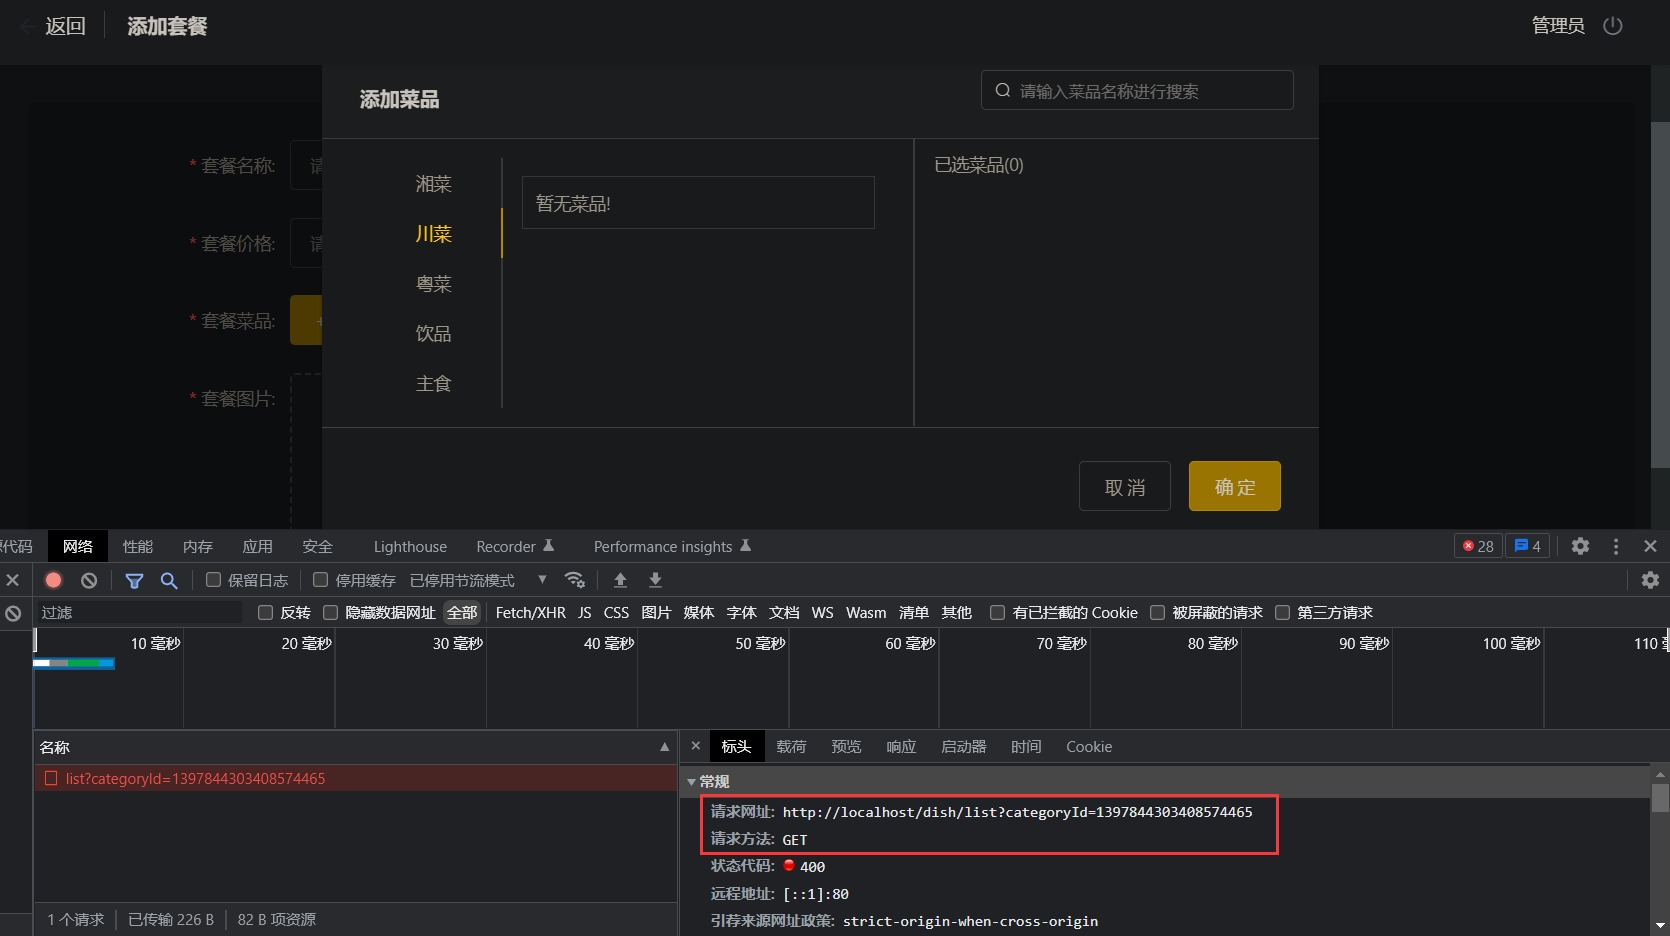 返回 添加套餐 管理员
添加菜品 请输入菜品名称进行搜索
* 套餐名称: 请
* 套餐价格: 请
* 套餐菜品: +
* 套餐图片:
湘菜
川菜
粤菜
饮品
主食
暂无菜品!
已选菜品(0)
取 消 确 定
代码 网络 性能 内存 应用 安全 Lighthouse Recorder Performance insights 28 4
保留日志 停用缓存 已停用节流模式
过滤 反转 隐藏数据网址 全部 Fetch/XHR JS CSS 图片 媒体 字体 文档 WS Wasm 清单 其他 有已拦截的 Cookie 被屏蔽的请求 第三方请求
10 毫秒 20 毫秒 30 毫秒 40 毫秒 50 毫秒 60 毫秒 70 毫秒 80 毫秒 90 毫秒 100 毫秒 110
名称
list?categoryId=1397844303408574465
1 个请求 已传输 226 B 82 B 项资源
标头 载荷 预览 响应 启动器 时间 Cookie
常规
请求网址: http://localhost/dish/list?categoryId=1397844303408574465
请求方法: GET
状态代码: 400
远程地址: [::1]:80
引荐来源网址政策: strict-origin-when-cross-origin